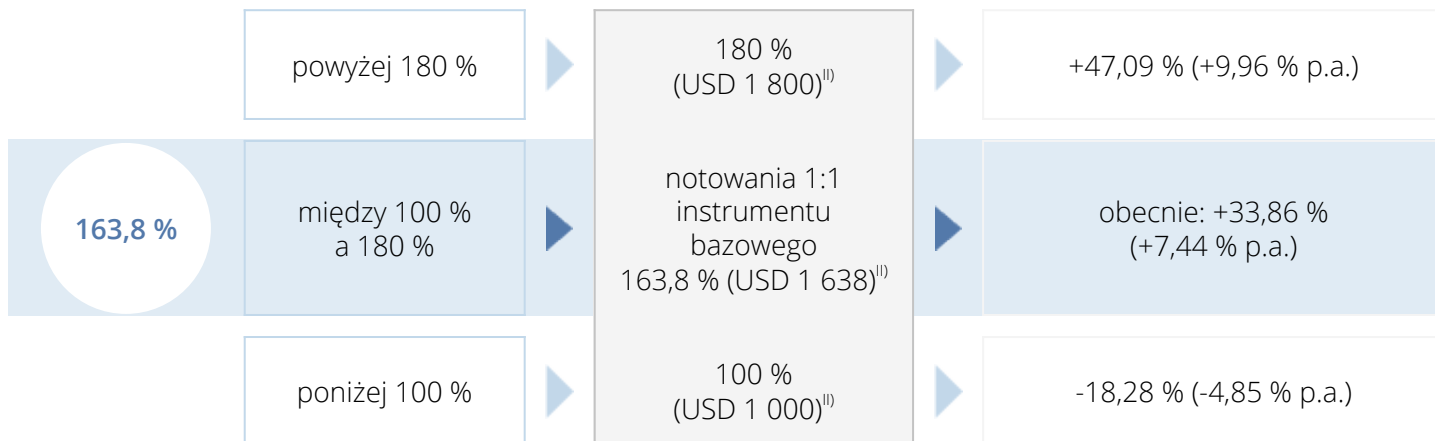 powyżej 180 %
180 %
(USD 1 800)II)
+47,09 % (+9,96 % p.a.)
163,8 %
między 100 %
a 180 %
notowania 1:1
instrumentu
bazowego
163,8 % (USD 1 638)II)
obecnie: +33,86 %
(+7,44 % p.a.)
poniżej 100 %
100 %
(USD 1 000)II)
-18,28 % (-4,85 % p.a.)